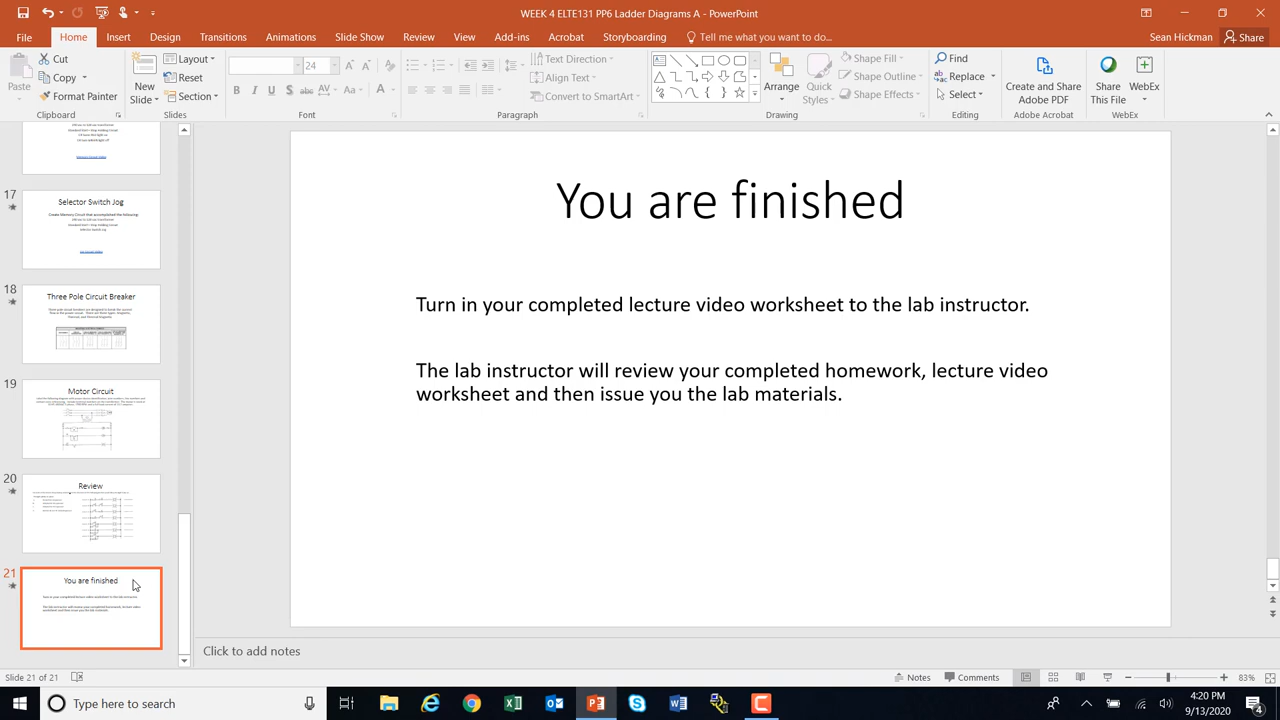 WEEK 4 ELTE131 PP6 Ladder Diagrams A - PowerPoint
File Home Insert Design Transitions Animations Slide Show Review View Add-ins Acrobat Storyboarding Tell me what you want to do... Sean Hickman Share
Paste Cut Copy Format Painter Clipboard
New Slide Layout Reset Section Slides
24 B I U S abc AV Aa A Font
Text Direction Align Text Convert to SmartArt Paragraph
Arrange Quick Styles Shape Fill Shape Outline Shape Effects Drawing
Find Replace Select Editing
Create and Share Adobe PDF Adobe Acrobat
Share This File WebEx WebEx
17
Selector Switch Jog
18
Three Pole Circuit Breaker
19
Motor Circuit
20
Review
21
You are finished
You are finished
Turn in your completed lecture video worksheet to the lab instructor.
The lab instructor will review your completed homework, lecture video
worksheet and then issue you the lab materials.
Click to add notes
Slide 21 of 21 Notes Comments 83%
Type here to search
4:20 PM
9/13/2020